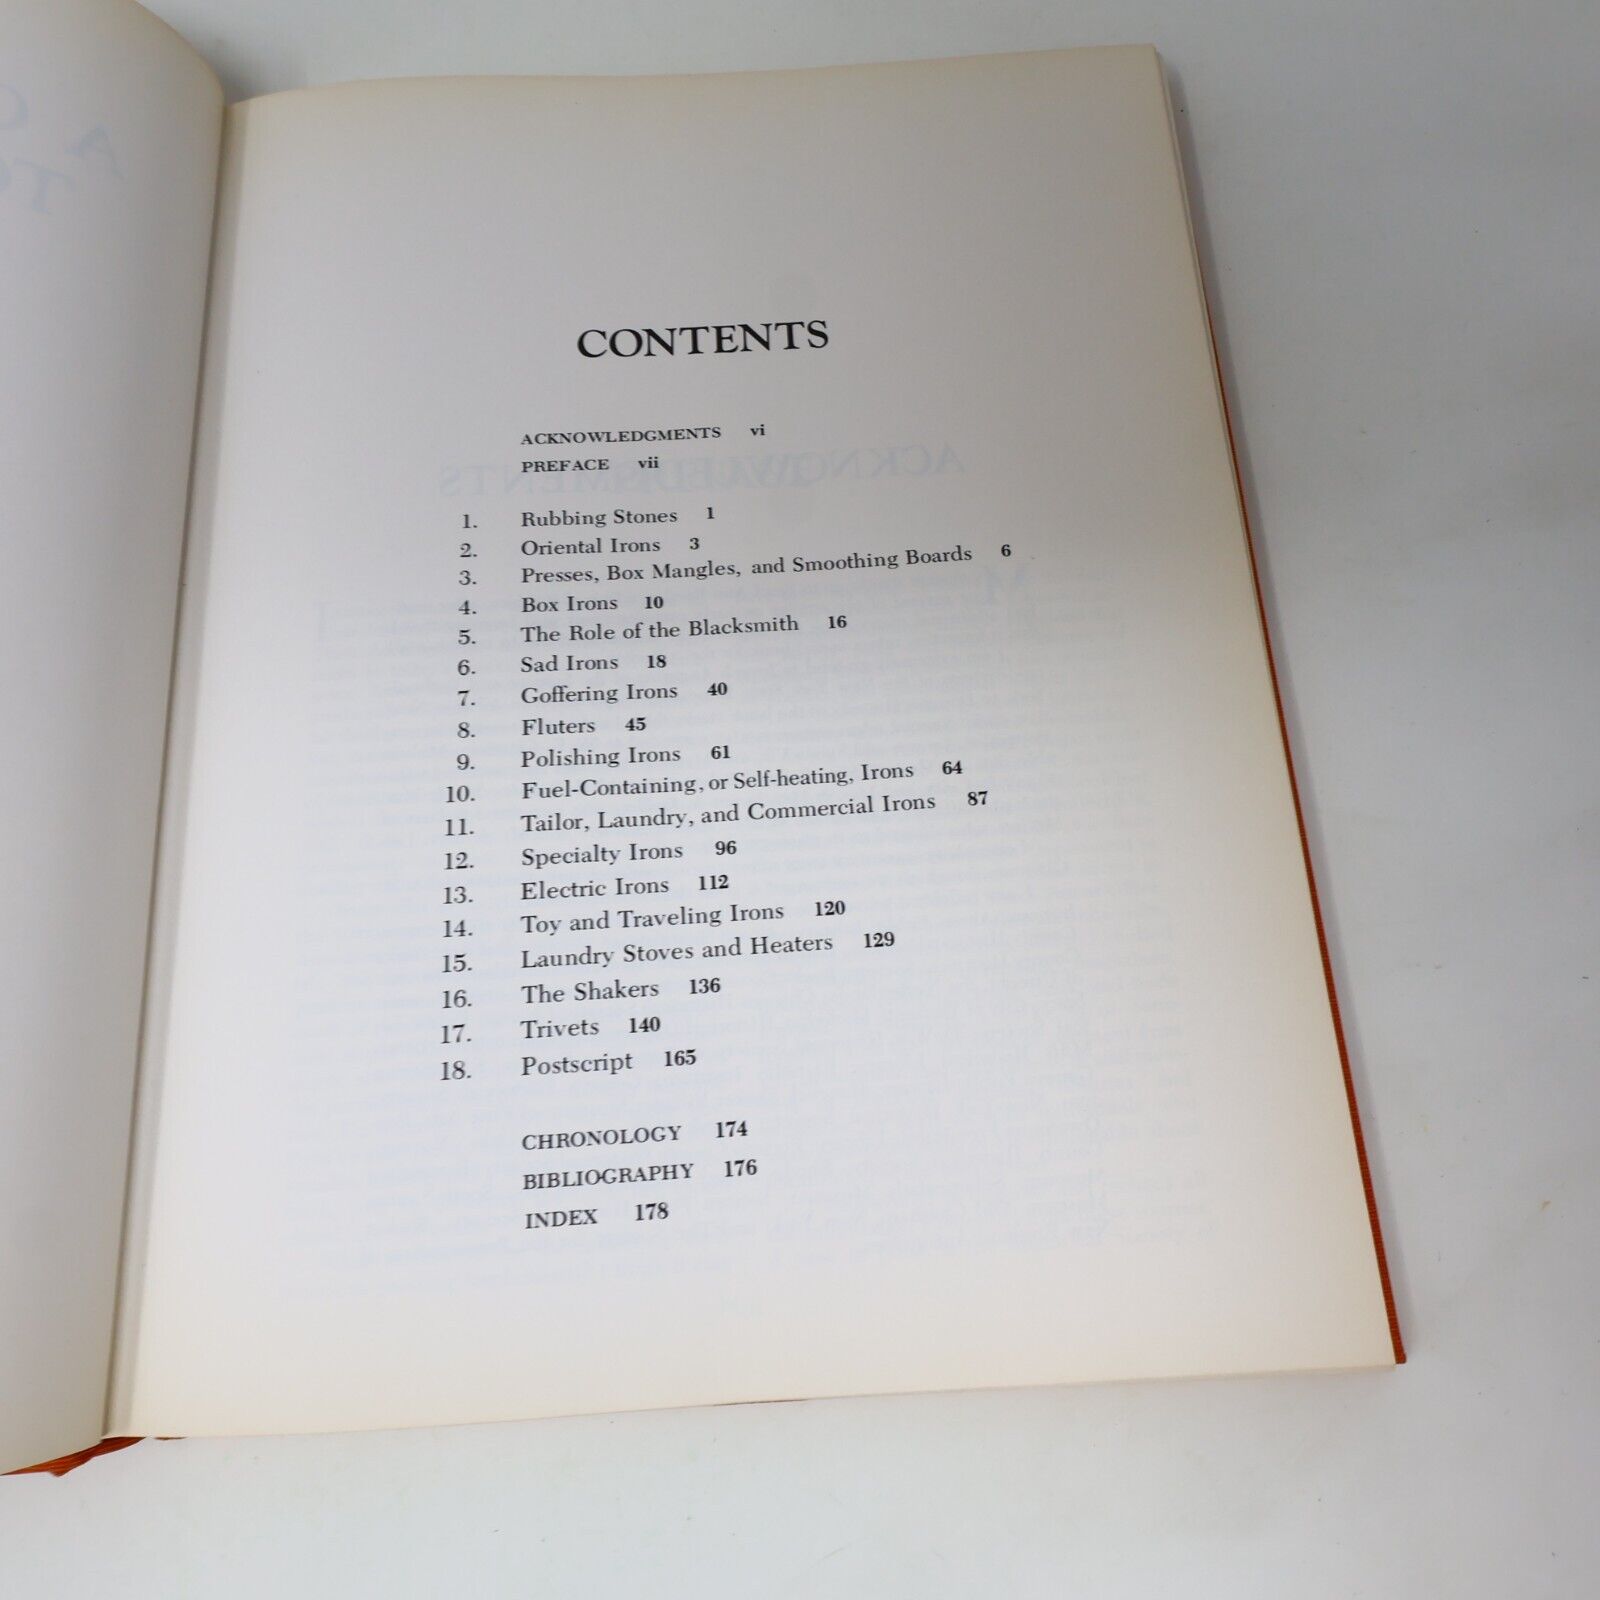 CONTENTS
ACKNOWLEDGMENTS vi
PREFACE vii
1. Rubbing Stones 1
2. Oriental Irons 3
3. Presses, Box Mangles, and Smoothing Boards 6
4. Box Irons 10
5. The Role of the Blacksmith 16
6. Sad Irons 18
7. Goffering Irons 40
8. Fluters 45
9. Polishing Irons 61
10. Fuel-Containing, or Self-heating, Irons 64
11. Tailor, Laundry, and Commercial Irons 87
12. Specialty Irons 96
13. Electric Irons 112
14. Toy and Traveling Irons 120
15. Laundry Stoves and Heaters 129
16. The Shakers 136
17. Trivets 140
18. Postscript 165
CHRONOLOGY 174
BIBLIOGRAPHY 176
INDEX 178